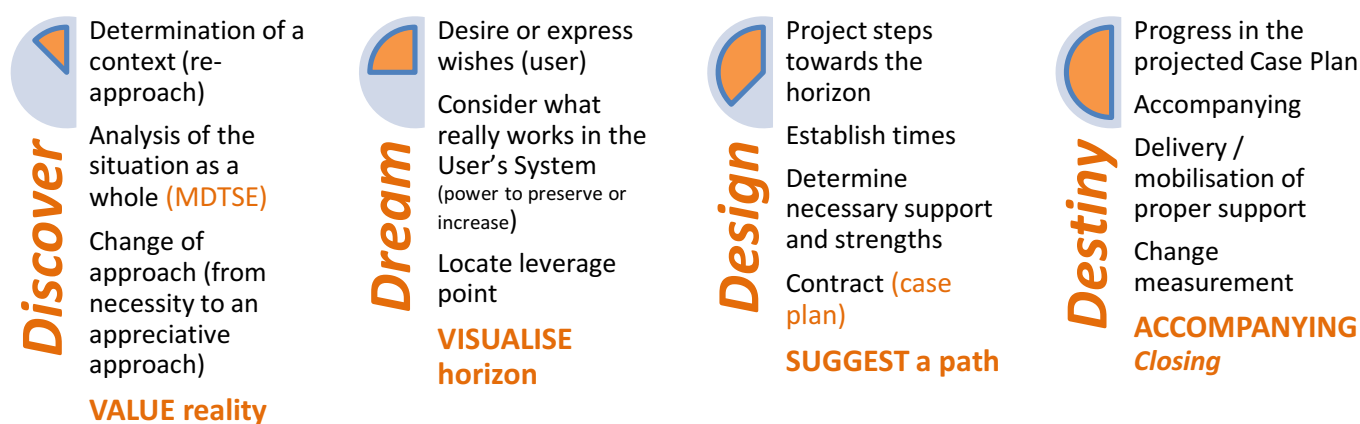 Discover
Determination of a
context (re-
approach)
Analysis of the
situation as a
whole (MDTSE)
Change of
approach (from
necessity to an
appreciative
approach)
VALUE reality
Dream
Desire or express
wishes (user)
Consider what
really works in the
User's System
(power to preserve or
increase)
Locate leverage
point
VISUALISE
horizon
Design
Project steps
towards the
horizon
Establish times
Determine
necessary support
and strengths
Contract (case
plan)
SUGGEST a path
Destiny
Progress in the
projected Case Plan
Accompanying
Delivery /
mobilisation of
proper support
Change
measurement
ACCOMPANYING
Closing